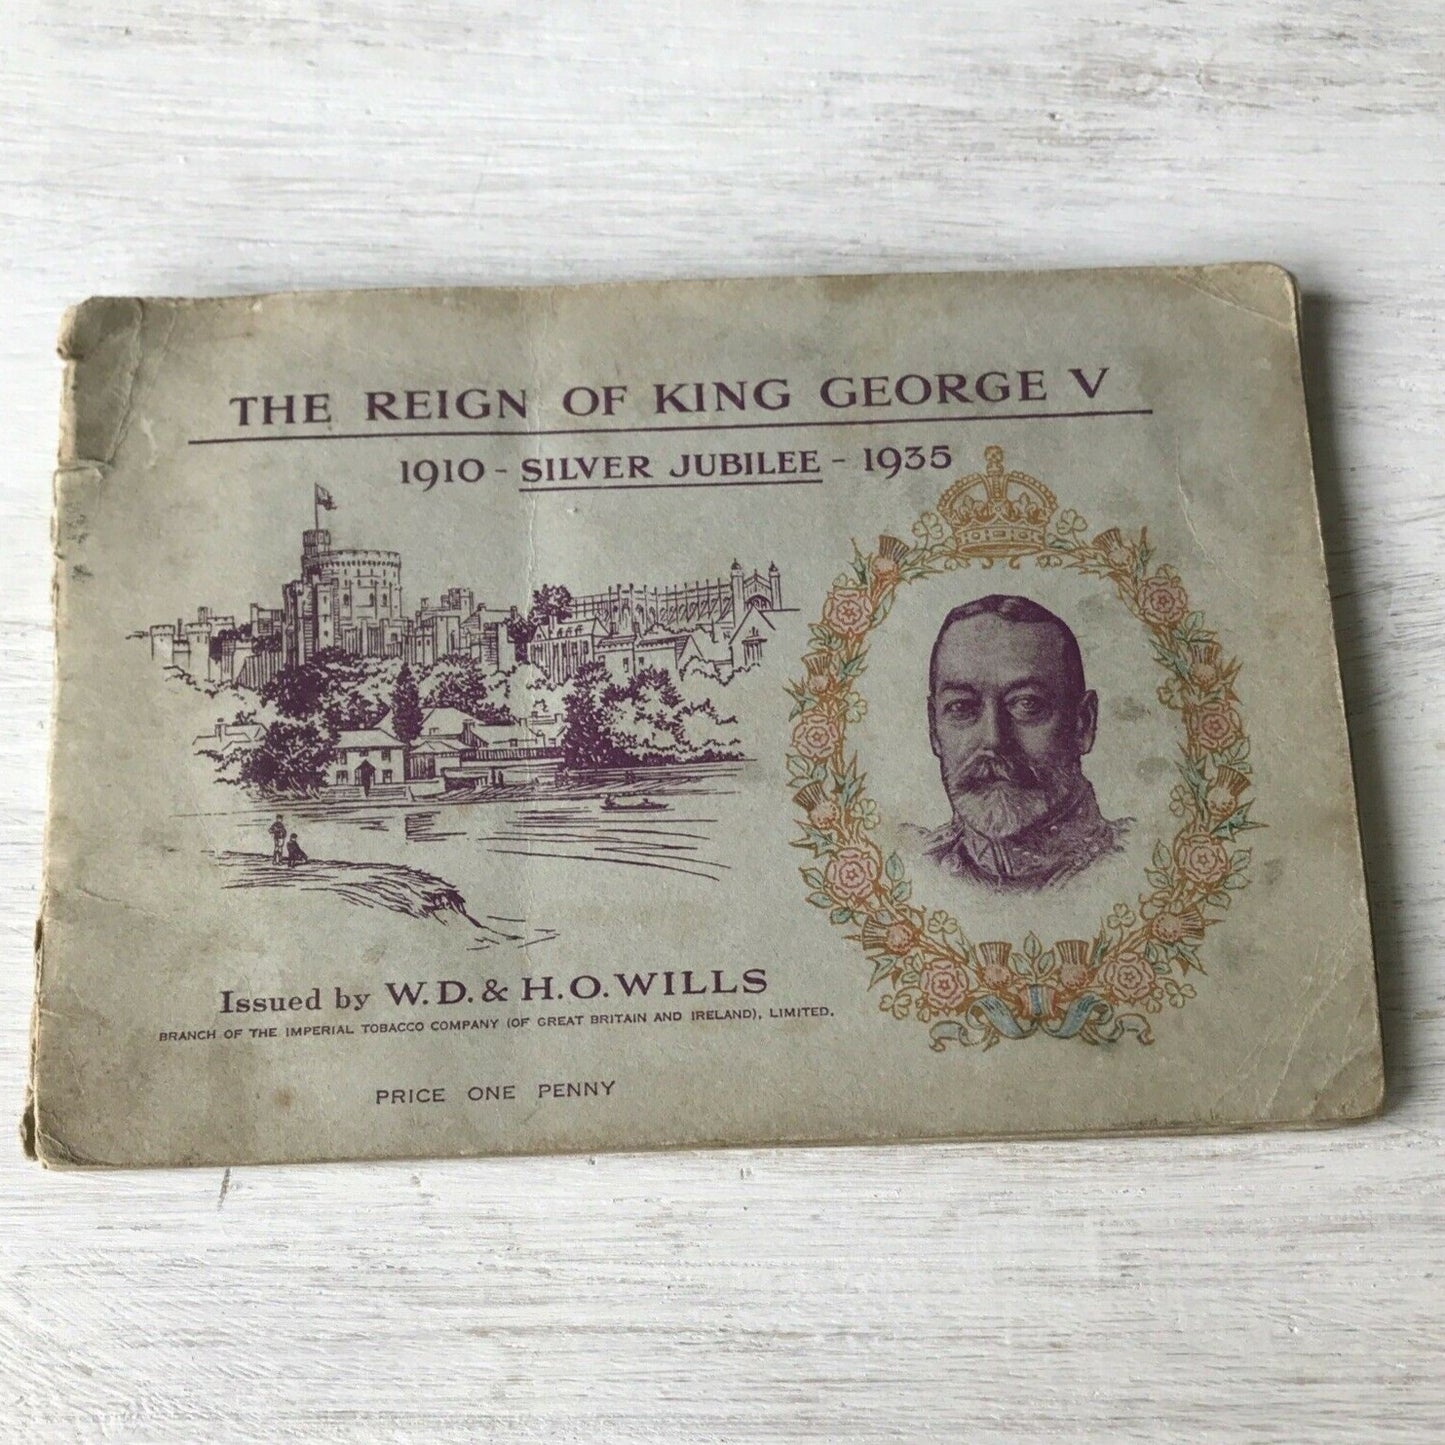 THE REIGN OF KING GEORGE V
1910 - SILVER JUBILEE - 1935
Issued by W.D. & H.O. WILLS
BRANCH OF THE IMPERIAL TOBACCO COMPANY (OF GREAT BRITAIN AND IRELAND), LIMITED.
PRICE ONE PENNY